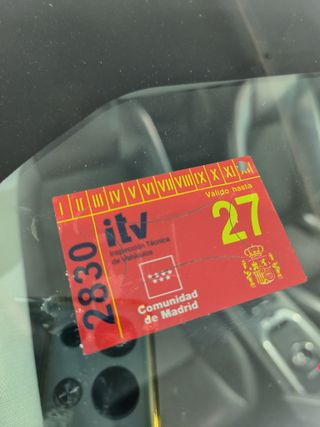 I II III IV V VI VII VIII IX X XI XII
Válido hasta
27
2830
itv
Inspección Técnica
de Vehículos
Comunidad
de Madrid